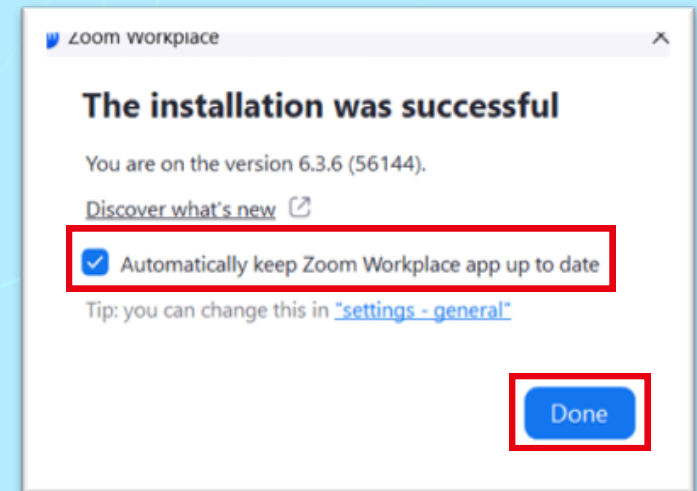 Zoom Workplace
The installation was successful
You are on the version 6.3.6 (56144).
Discover what's new
Automatically keep Zoom Workplace app up to date
Tip: you can change this in "settings - general"
Done